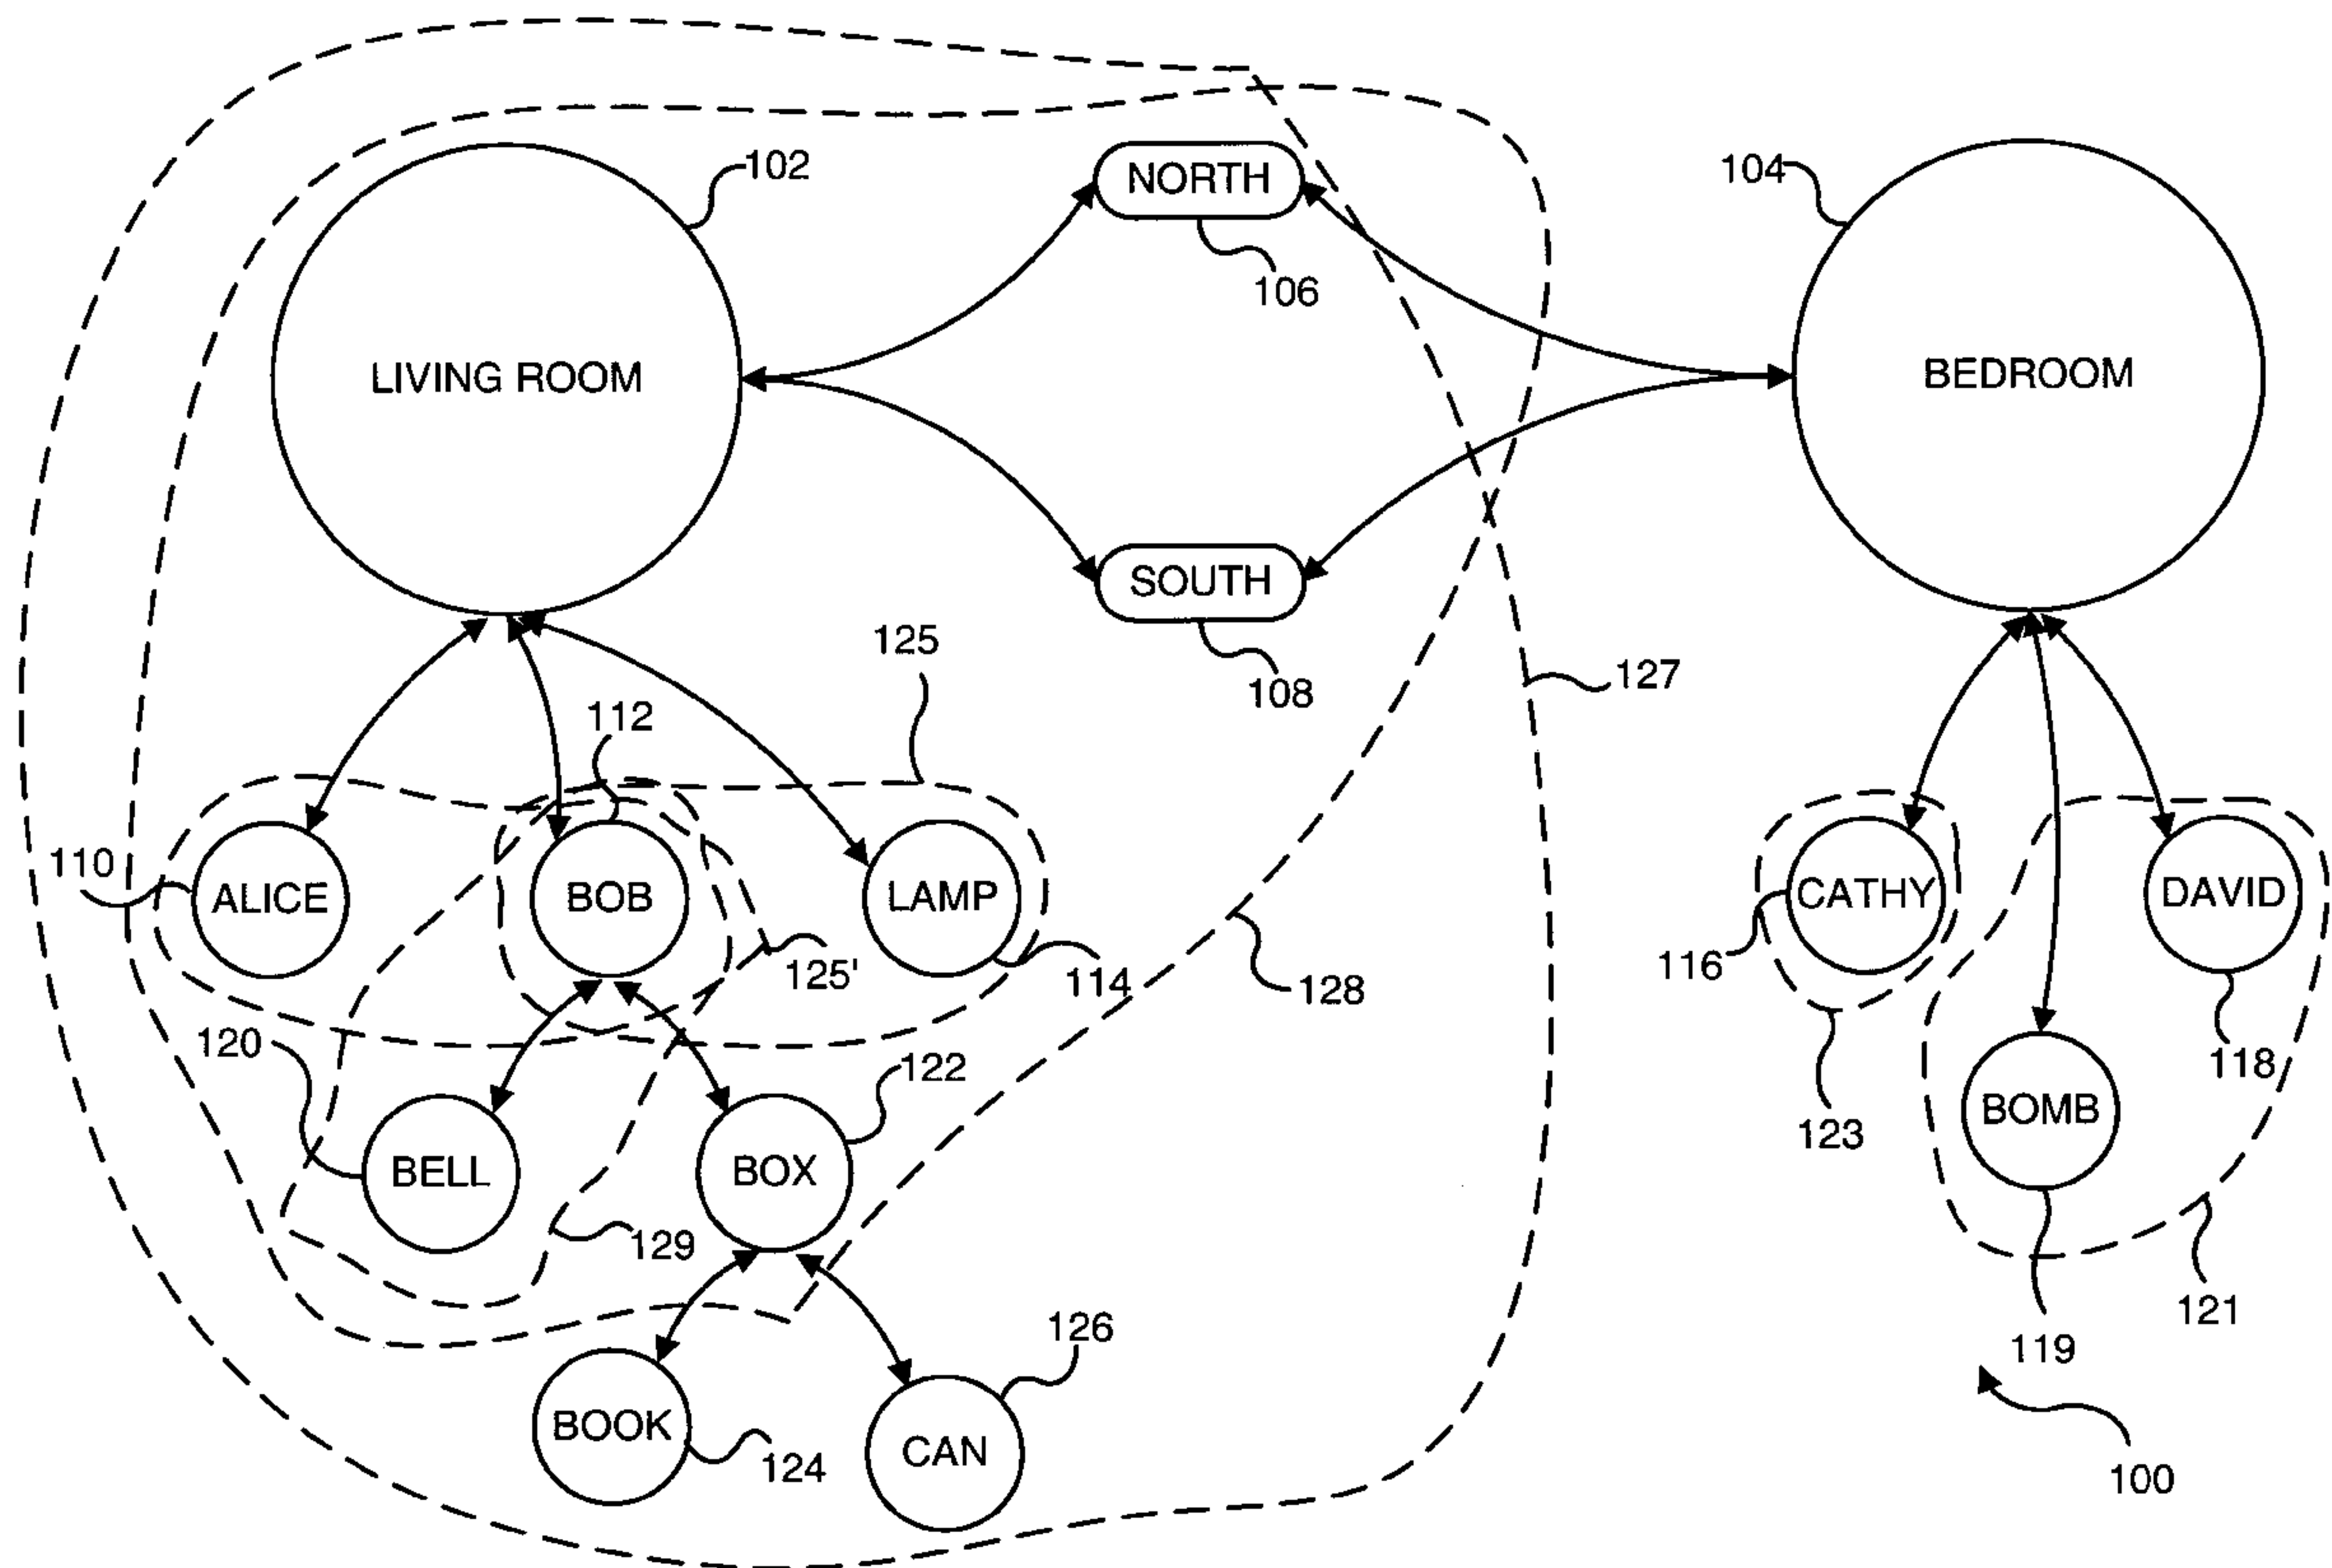 102
NORTH
104
106
LIVING ROOM
BEDROOM
SOUTH
125
108
127
112
110
ALICE
BOB
LAMP
CATHY
DAVID
125'
114
128
116
120
122
118
123
BOMB
BELL
BOX
129
121
126
119
BOOK
CAN
124
100